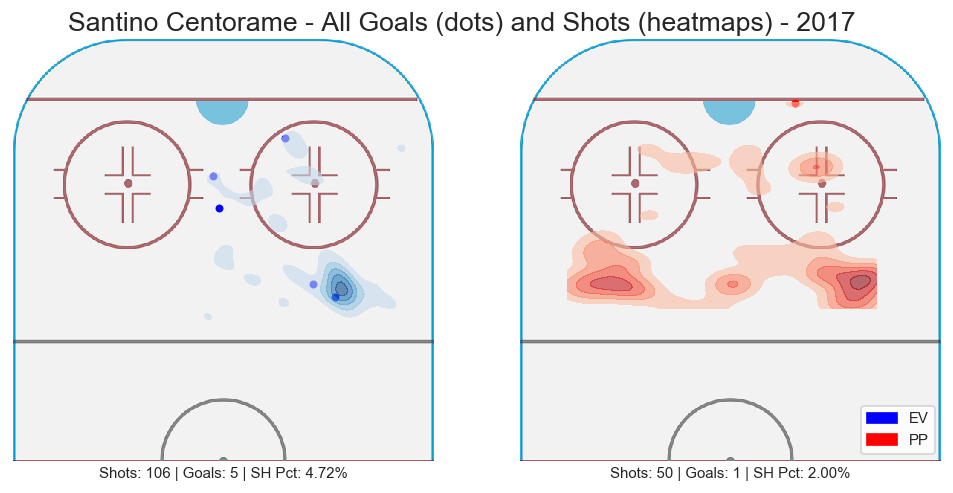 Santino Centorame - All Goals (dots) and Shots (heatmaps) - 2017
EV
PP
Shots: 106 | Goals: 5 | SH Pct: 4.72%
Shots: 50 | Goals: 1 | SH Pct: 2.00%